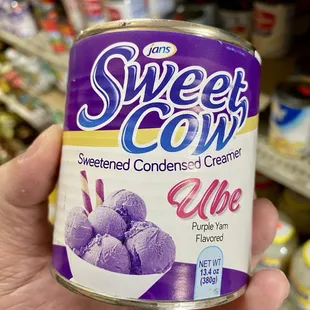 jans
Sweet
Cow
Sweetened Condensed Creamer
Ube
Purple Yam
Flavored
NET WT
13.4 oz
(380g)